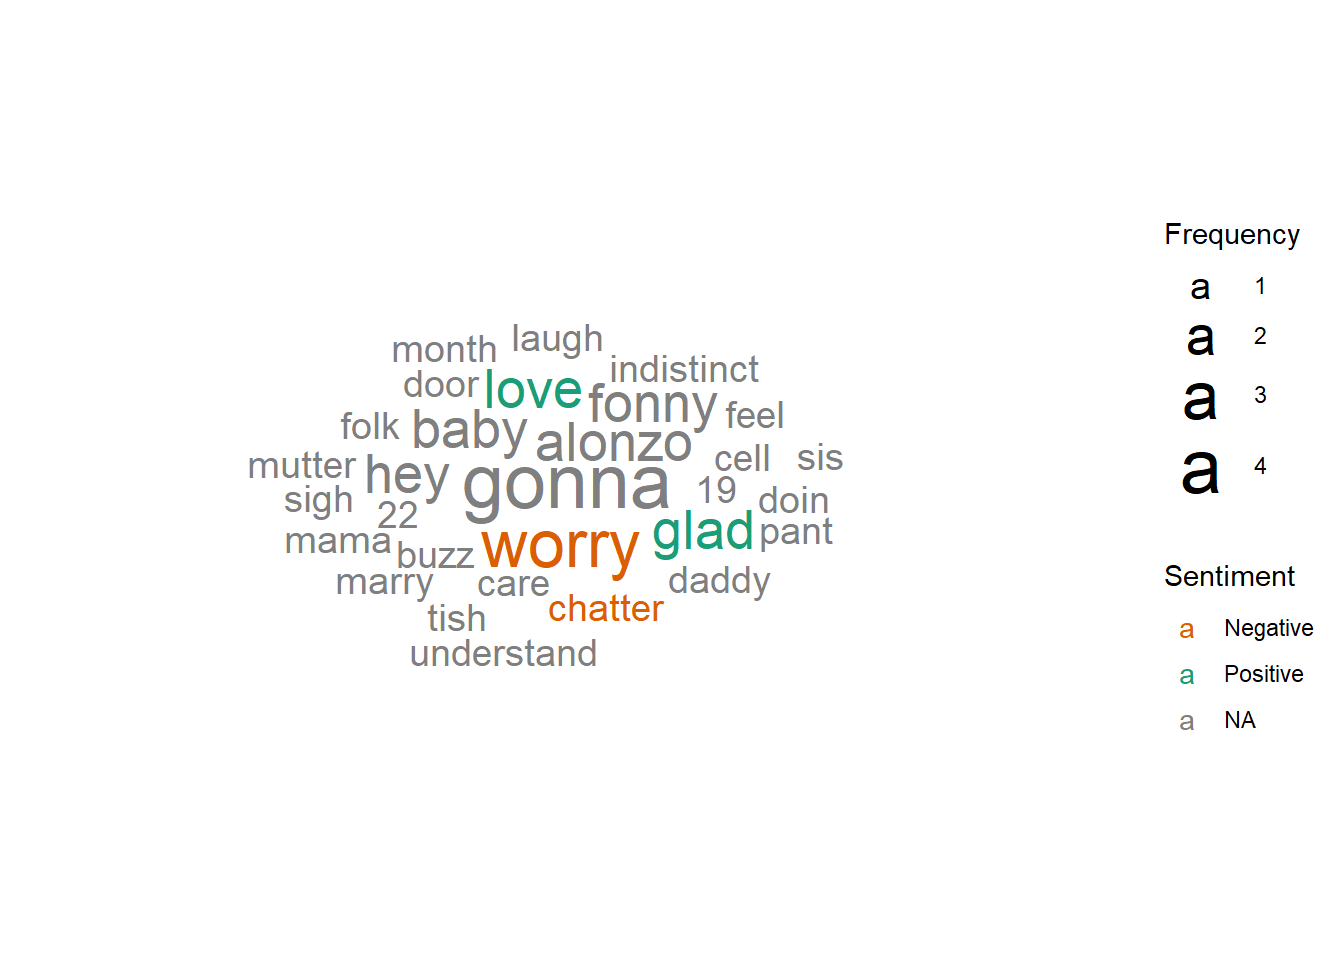 laugh
month
indistinct
door
love
fonny
feel
folk
baby
alonzo
mutter
hey
gonna
cell
sis
sigh
22
19
doin
mama
buzz
worry
glad
pant
marry
care
chatter
daddy
tish
understand
Frequency
a 1
a 2
a 3
a 4
Sentiment
a Negative
a Positive
a NA